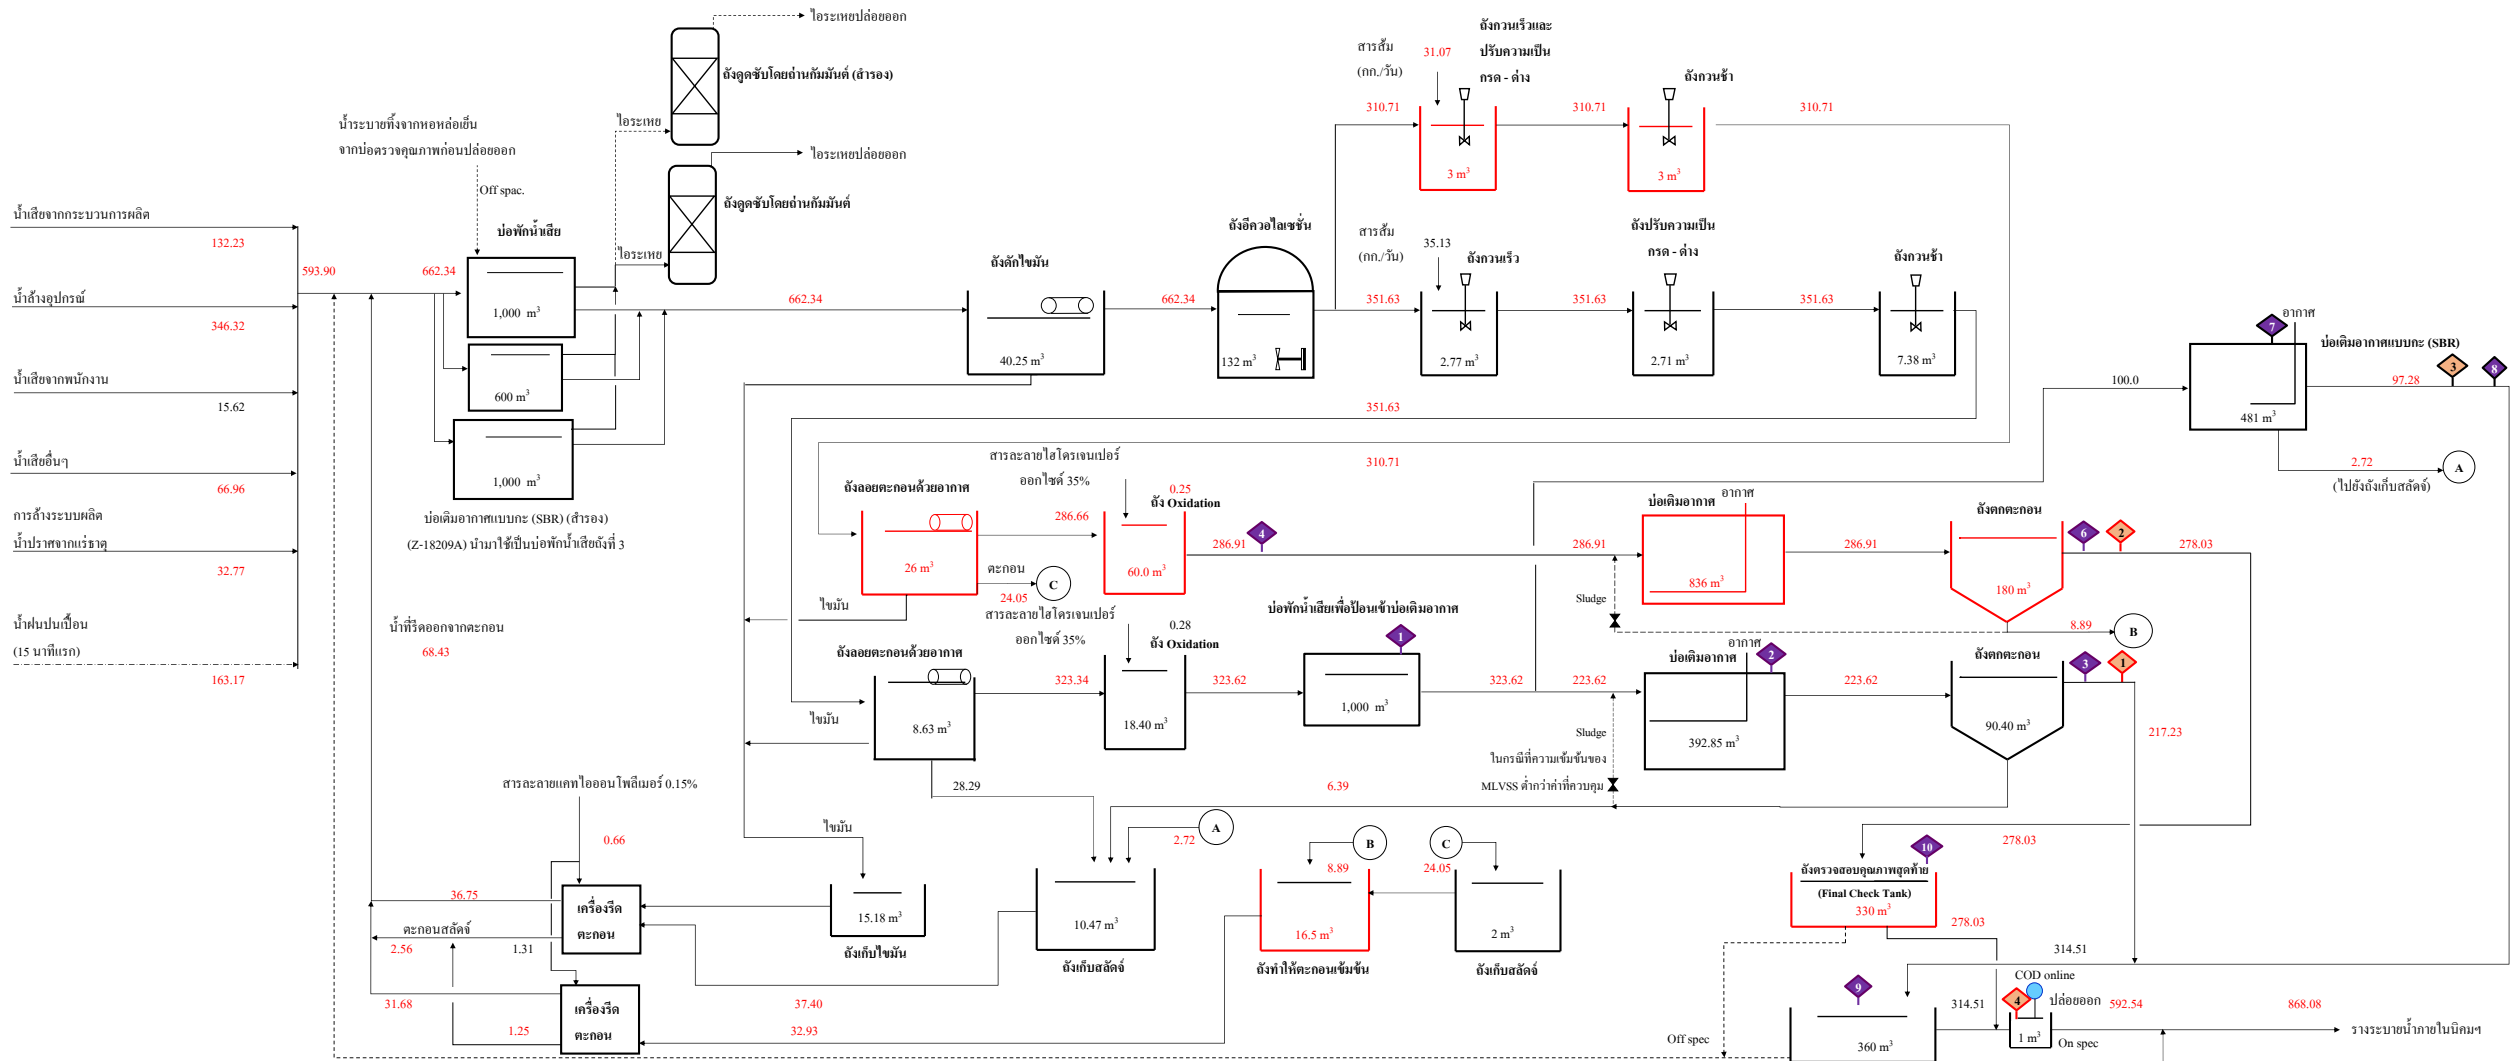 ไอระเหยปล่อยออก
ถังดูดซับโดยถ่านกัมมันต์ (สำรอง)
ไอระเหย
ไอระเหยปล่อยออก
ถังดูดซับโดยถ่านกัมมันต์
ไอระเหย
น้ำระบายทิ้งจากหอหล่อเย็น
จากบ่อตรวจคุณภาพก่อนปล่อยออก
Off spac.
น้ำเสียจากกระบวนการผลิต
132.23
น้ำล้างอุปกรณ์
346.32
น้ำเสียจากพนักงาน
15.62
น้ำเสียอื่นๆ
66.96
การล้างระบบผลิต
น้ำปราศจากแร่ธาตุ
32.77
น้ำฝนปนเปื้อน
(15 นาทีแรก)
163.17
593.90
662.34
บ่อพักน้ำเสีย
1,000 m³
600 m³
1,000 m³
บ่อเติมอากาศแบบกะ (SBR) (สำรอง)
(Z-18209A) นำมาใช้เป็นบ่อพักน้ำเสียถังที่ 3
น้ำที่รีดออกจากตะกอน
68.43
662.34
ถังดักไขมัน
40.25 m³
662.34
ถังอีควอไลเซชั่น
132 m³
สารส้ม
(กก./วัน)
31.07
ถังกวนเร็วและ
ปรับความเป็น
กรด - ด่าง
310.71
3 m³
310.71
ถังกวนช้า
3 m³
310.71
สารส้ม
(กก./วัน)
35.13
ถังกวนเร็ว
351.63
2.77 m³
351.63
ถังปรับความเป็น
กรด - ด่าง
2.71 m³
351.63
ถังกวนช้า
7.38 m³
351.63
310.71
100.0
7
อากาศ
บ่อเติมอากาศแบบกะ (SBR)
481 m³
97.28
3
8
2.72
A
(ไปยังถังเก็บสลัดจ์)
ถังลอยตะกอนด้วยอากาศ
26 m³
286.66
ตะกอน
24.05
C
ไขมัน
สารละลายไฮโดรเจนเปอร์
ออกไซด์ 35%
0.25
ถัง Oxidation
60.0 m³
286.91
4
286.91
บ่อเติมอากาศ
อากาศ
836 m³
286.91
ถังตกตะกอน
180 m³
6
2
278.03
8.89
B
Sludge
ถังลอยตะกอนด้วยอากาศ
8.63 m³
ไขมัน
323.34
สารละลายไฮโดรเจนเปอร์
ออกไซด์ 35%
0.28
ถัง Oxidation
18.40 m³
323.62
บ่อพักน้ำเสียเพื่อป้อนเข้าบ่อเติมอากาศ
1
1,000 m³
323.62
223.62
บ่อเติมอากาศ
อากาศ
2
392.85 m³
223.62
ถังตกตะกอน
90.40 m³
3
1
217.23
Sludge
ในกรณีที่ความเข้มข้นของ
MLVSS ต่ำกว่าค่าที่ควบคุม
28.29
6.39
สารละลายแคทไอออนโพลีเมอร์ 0.15%
0.66
ไขมัน
2.72
A
8.89
B
C
24.05
36.75
ตะกอนสลัดจ์
2.56
1.31
31.68
1.25
เครื่องรีด
ตะกอน
เครื่องรีด
ตะกอน
15.18 m³
ถังเก็บไขมัน
10.47 m³
ถังเก็บสลัดจ์
16.5 m³
ถังทำให้ตะกอนเข้มข้น
2 m³
ถังเก็บสลัดจ์
37.40
32.93
278.03
10
ถังตรวจสอบคุณภาพสุดท้าย
(Final Check Tank)
330 m³
278.03
314.51
COD online
9
360 m³
314.51
4
1 m³
ปล่อยออก
592.54
868.08
On spec
Off spec
รางระบายน้ำภายในนิคมฯ